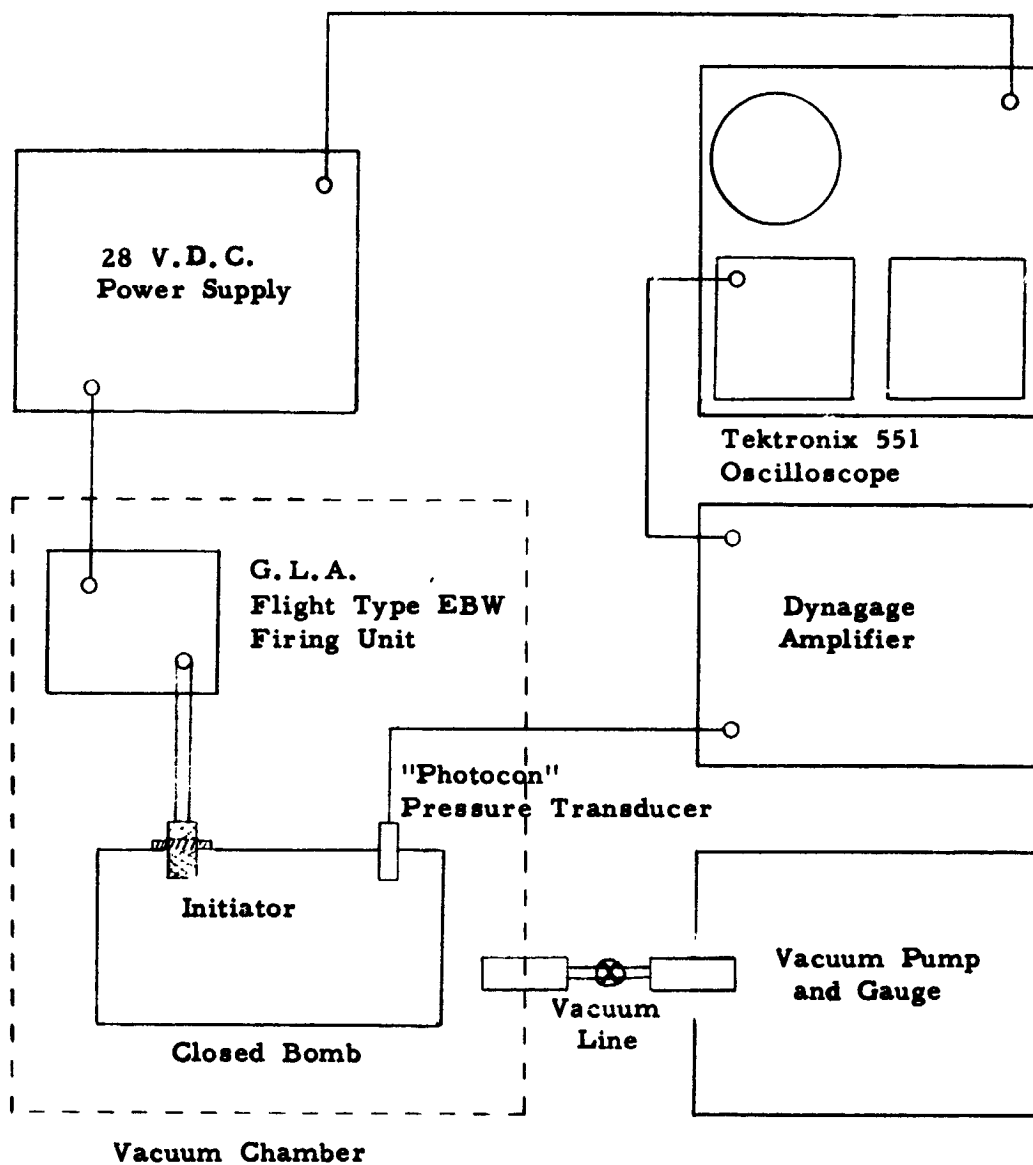 28 V.D.C.
Power Supply
Tektronix 551
Oscilloscope
G.L.A.
Flight Type EBW
Firing Unit
Dynagage
Amplifier
"Photocon"
Pressure Transducer
Initiator
Vacuum Pump
and Gauge
Vacuum
Line
Closed Bomb
Vacuum Chamber